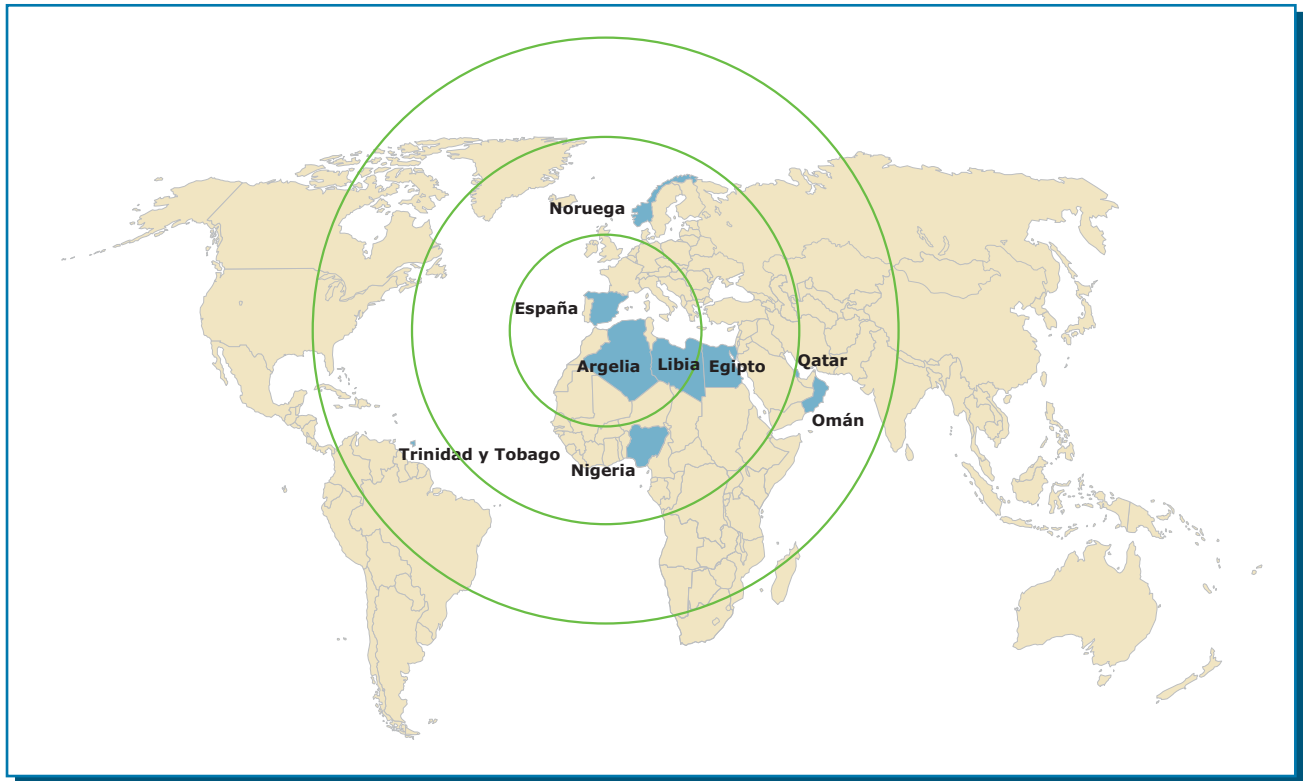 Noruega
España
Argelia
Libia
Egipto
Qatar
Omán
Trinidad y Tobago
Nigeria